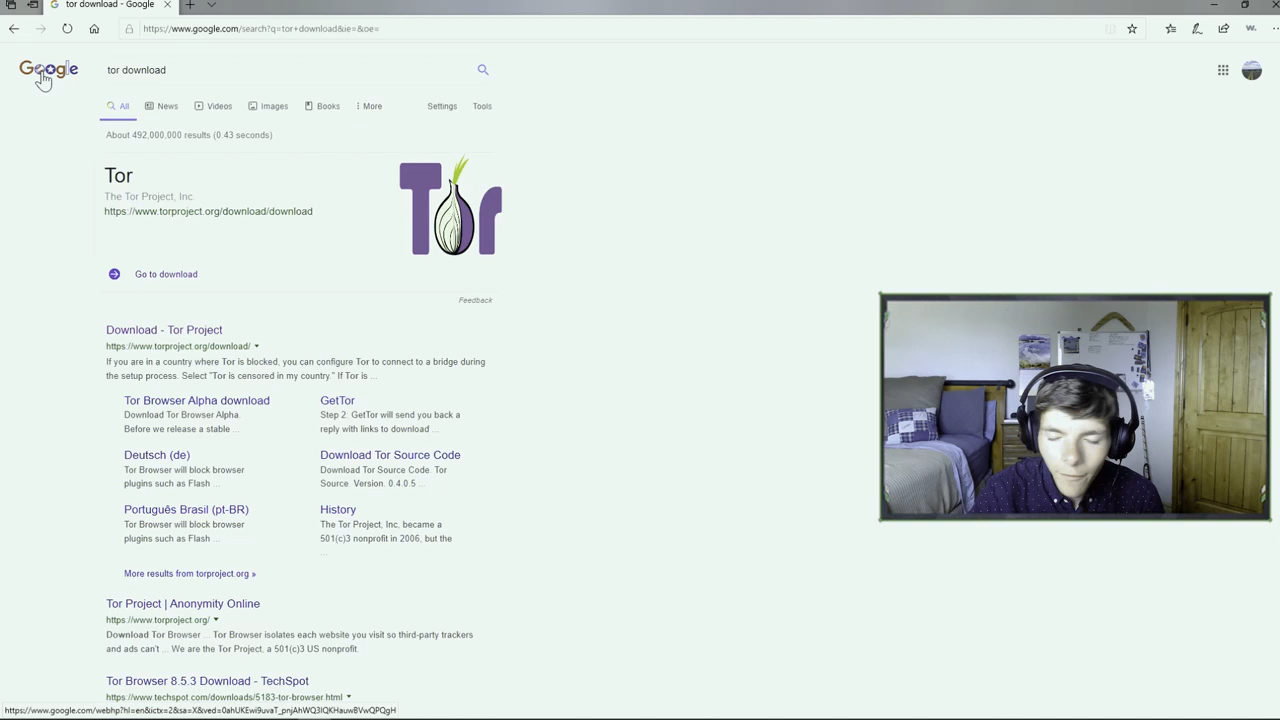 tor download - Google
https://www.google.com/search?q=tor+download&ie=&oe=
Google
tor download
All
News
Videos
Images
Books
More
Settings
Tools
About 492,000,000 results (0.43 seconds)
Tor
The Tor Project, Inc.
https://www.torproject.org/download/download
Tor
Go to download
Feedback
Download - Tor Project
https://www.torproject.org/download/
If you are in a country where Tor is blocked, you can configure Tor to connect to a bridge during
the setup process. Select "Tor is censored in my country." If Tor is ...
Tor Browser Alpha download
Download Tor Browser Alpha.
Before we release a stable ...
GetTor
Step 2: GetTor will send you back a
reply with links to download ...
Deutsch (de)
Tor Browser will block browser
plugins such as Flash ...
Download Tor Source Code
Download Tor Source Code. Tor
Source. Version. 0.4.0.5 ...
Português Brasil (pt-BR)
Tor Browser will block browser
plugins such as Flash ...
History
The Tor Project, Inc, became a
501(c)3 nonprofit in 2006, but the
...
More results from torproject.org »
Tor Project | Anonymity Online
https://www.torproject.org/
Download Tor Browser ... Tor Browser isolates each website you visit so third-party trackers
and ads can't ... We are the Tor Project, a 501(c)3 US nonprofit.
Tor Browser 8.5.3 Download - TechSpot
https://www.techspot.com/downloads/5183-tor-browser.html